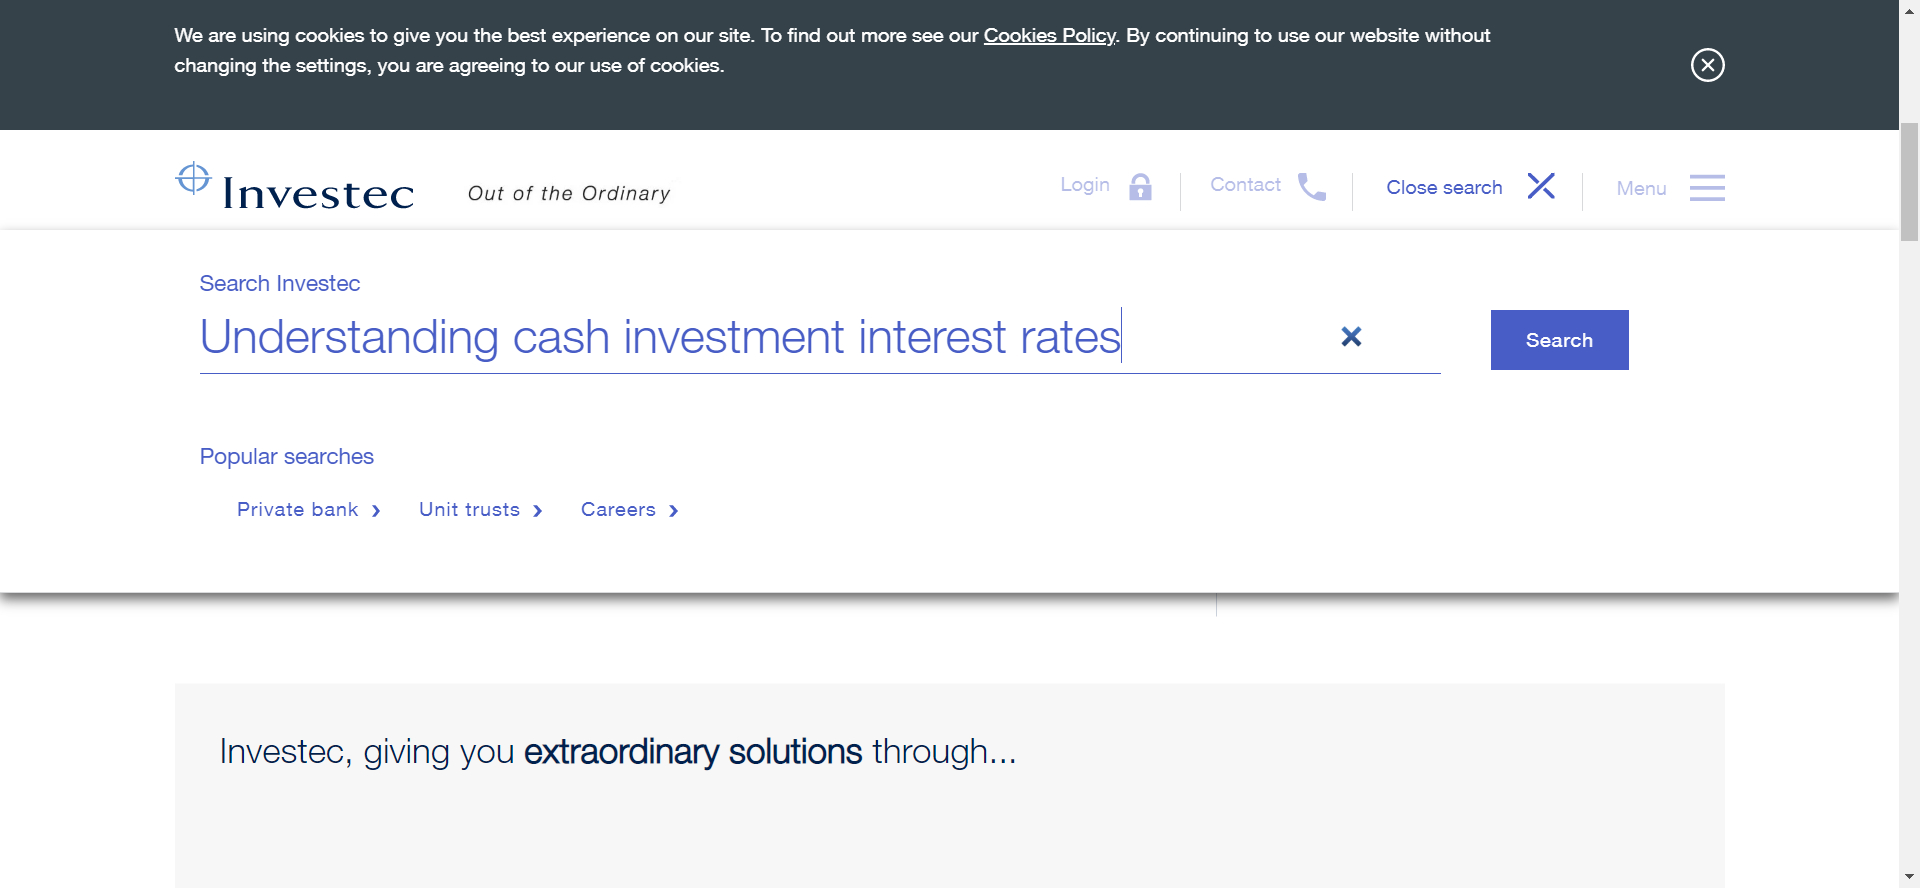 We are using cookies to give you the best experience on our site. To find out more see our Cookies Policy. By continuing to use our website without
changing the settings, you are agreeing to our use of cookies.
Investec
Out of the Ordinary
Login
Contact
Close search
Menu
Search Investec
Understanding cash investment interest rates
Search
Popular searches
Private bank
Unit trusts
Careers
Investec, giving you extraordinary solutions through...